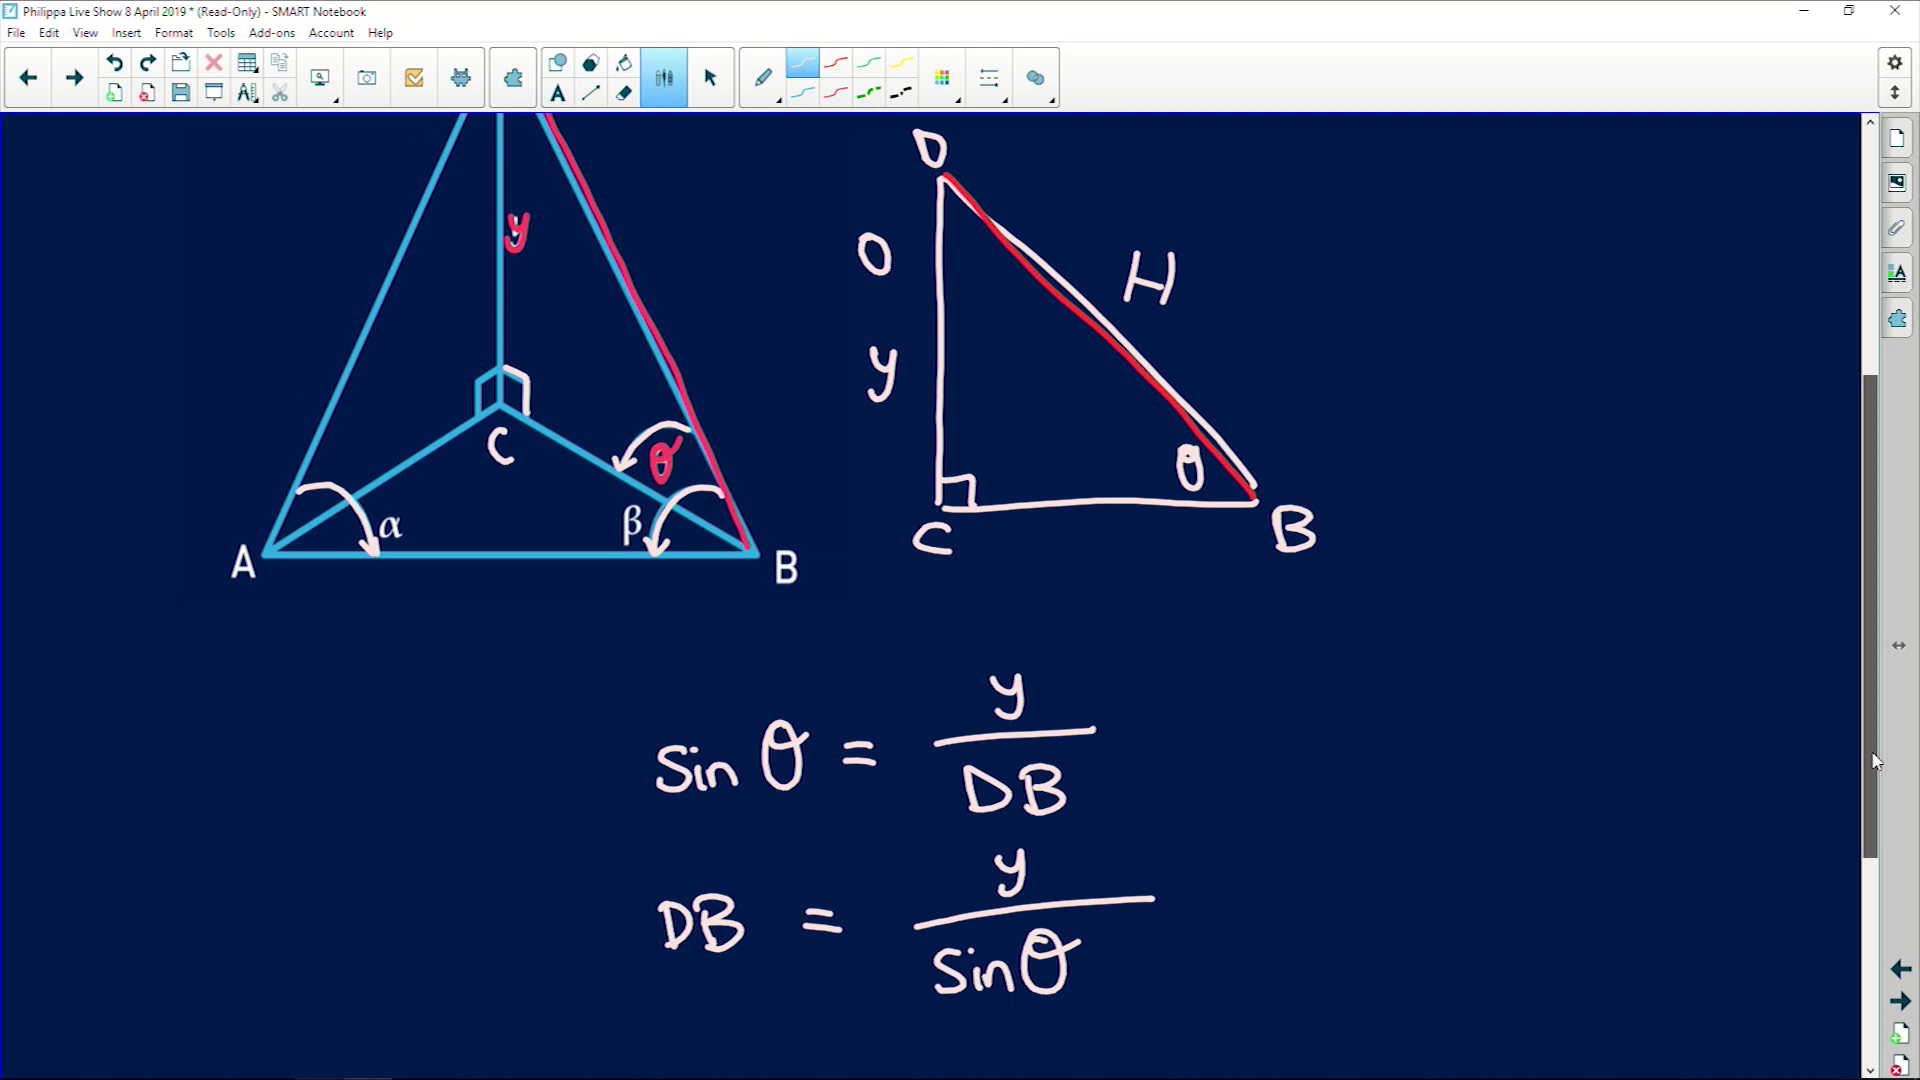 Philippa Live Show 8 April 2019 * (Read-Only) - SMART Notebook
File Edit View Insert Format Tools Add-ons Account Help
D
y
O
H
y
C
θ
θ
α
β
A
B
C
B
sin θ = y / DB
DB = y / sin θ